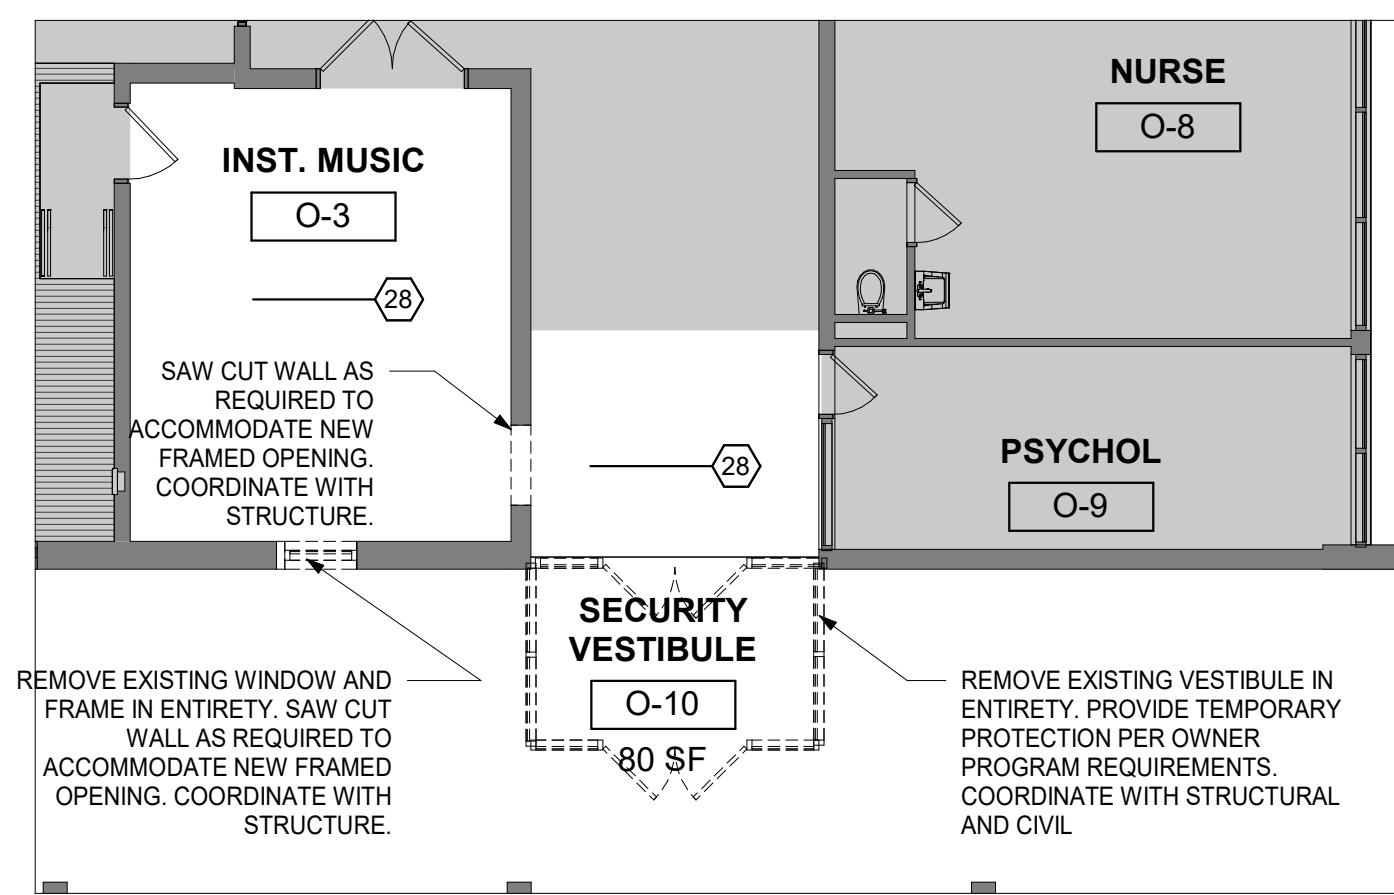 NURSE
O-8
INST. MUSIC
O-3
28
SAW CUT WALL AS
REQUIRED TO
ACCOMMODATE NEW
FRAMED OPENING.
COORDINATE WITH
STRUCTURE.
28
PSYCHOL
O-9
SECURITY
VESTIBULE
O-10
80 SF
REMOVE EXISTING WINDOW AND
FRAME IN ENTIRETY. SAW CUT
WALL AS REQUIRED TO
ACCOMMODATE NEW FRAMED
OPENING. COORDINATE WITH
STRUCTURE.
REMOVE EXISTING VESTIBULE IN
ENTIRETY. PROVIDE TEMPORARY
PROTECTION PER OWNER
PROGRAM REQUIREMENTS.
COORDINATE WITH STRUCTURAL
AND CIVIL